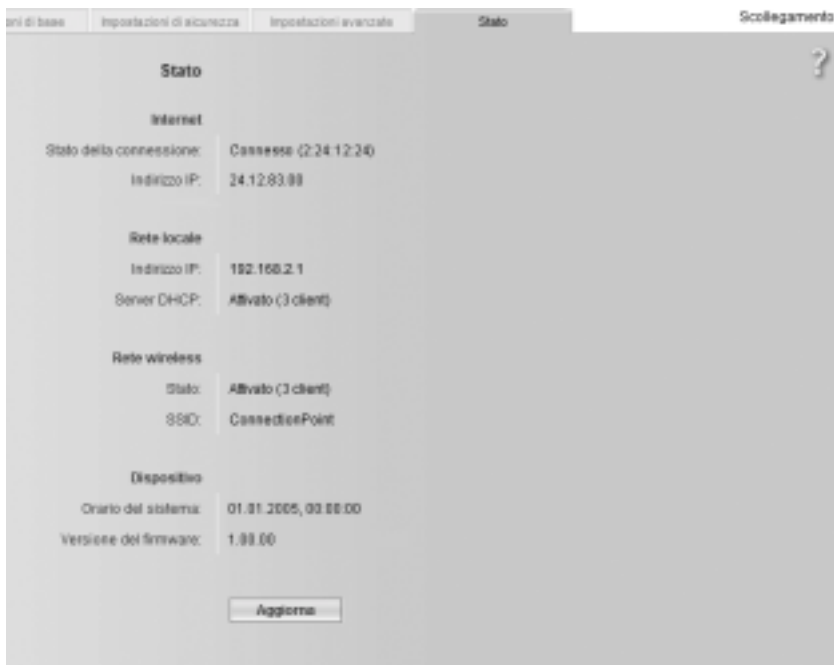 oni di base Impostazioni di sicurezza Impostazioni avanzate Stato Scollegamento
Stato
?
Internet
Stato della connessione: Connesso (2:24:12:24)
Indirizzo IP: 24.12.83.00
Rete locale
Indirizzo IP: 192.168.2.1
Server DHCP: Attivato (3 client)
Rete wireless
Stato: Attivato (3 client)
SSID: ConnectionPoint
Dispositivo
Orario del sistema: 01.01.2005, 00:00:00
Versione del firmware: 1.00.00
Aggiorna